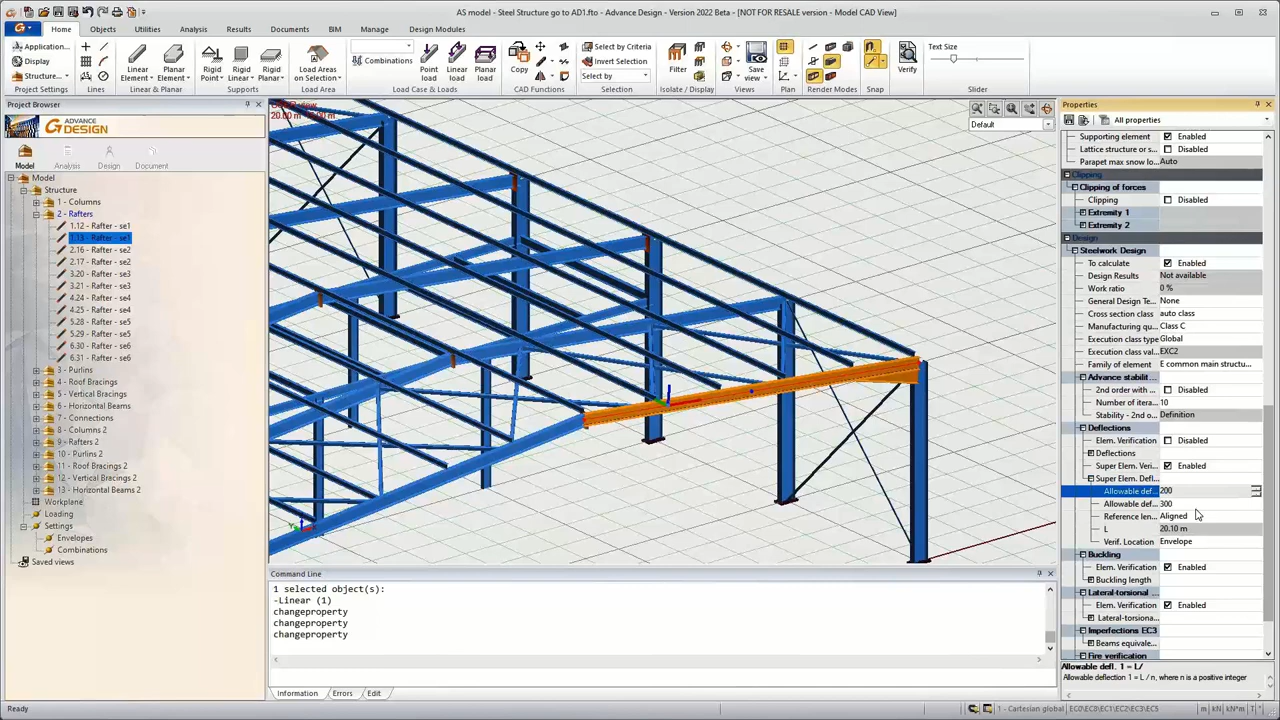 AS model - Steel Structure go to AD1.fto - Advance Design - Version 2022 Beta - [NOT FOR RESALE version - Model CAD View]
Home Objects Utilities Analysis Results Documents BIM Manage Design Modules
Application...
Display
Structure...
Project Settings
Lines
Linear Element
Planar Element
Linear & Planar
Rigid Point
Rigid Linear
Rigid Planar
Supports
Load Areas on Selection
Load Area
Combinations
Point load
Linear load
Planar load
Load Case & Loads
Copy
CAD Functions
Select by Criteria
Invert Selection
Select by
Selection
Filter
Isolate / Display
Save view
Views
Plan
Render Modes
Snap
Verify
Text Size
Slider
Project Browser
ADVANCE DESIGN
Model Analysis Design Document
Model
Structure
1 - Columns
2 - Rafters
1.12 - Rafter - se1
1.13 - Rafter - se1
2.16 - Rafter - se2
2.17 - Rafter - se2
3.20 - Rafter - se3
3.21 - Rafter - se3
4.24 - Rafter - se4
4.25 - Rafter - se4
5.28 - Rafter - se5
5.29 - Rafter - se5
6.30 - Rafter - se6
6.31 - Rafter - se6
3 - Purlins
4 - Roof Bracings
5 - Vertical Bracings
6 - Horizontal Beams
7 - Connections
8 - Columns 2
9 - Rafters 2
10 - Purlins 2
11 - Roof Bracings 2
12 - Vertical Bracings 2
13 - Horizontal Beams 2
Workplane
Loading
Settings
Envelopes
Combinations
Saved views
Default
Command Line
1 selected object(s):
-Linear (1)
changeproperty
changeproperty
changeproperty
Information Errors Edit
Properties
All properties
Supporting element Enabled
Lattice structure or s... Disabled
Parapet max snow lo... Auto
Clipping
Clipping of forces
Clipping Disabled
Extremity 1
Extremity 2
Design
Steelwork Design
To calculate Enabled
Design Results Not available
Work ratio 0 %
General Design Te... None
Cross section class auto class
Manufacturing qu... Class C
Execution class type Global
Execution class val... EXC2
Family of element E common main structu...
Advance stabilit...
2nd order with ... Disabled
Number of itera... 10
Stability - 2nd o... Definition
Deflections
Elem. Verification Disabled
Deflections
Super Elem. Veri... Enabled
Super Elem. Defl...
Allowable def... 200
Allowable def... 300
Reference len... Aligned
L 20.10 m
Verif. Location Envelope
Buckling
Elem. Verification Enabled
Buckling length
Lateral-torsional ...
Elem. Verification Enabled
Lateral-torsiona...
Imperfections EC3
Beams equivale...
Fire verification
Allowable defl. 1 = L/
Allowable deflection 1 = L / n, where n is a positive integer
1 - Cartesian global EC0\EC8\EC1\EC2\EC3\EC5 m kN kN*m T